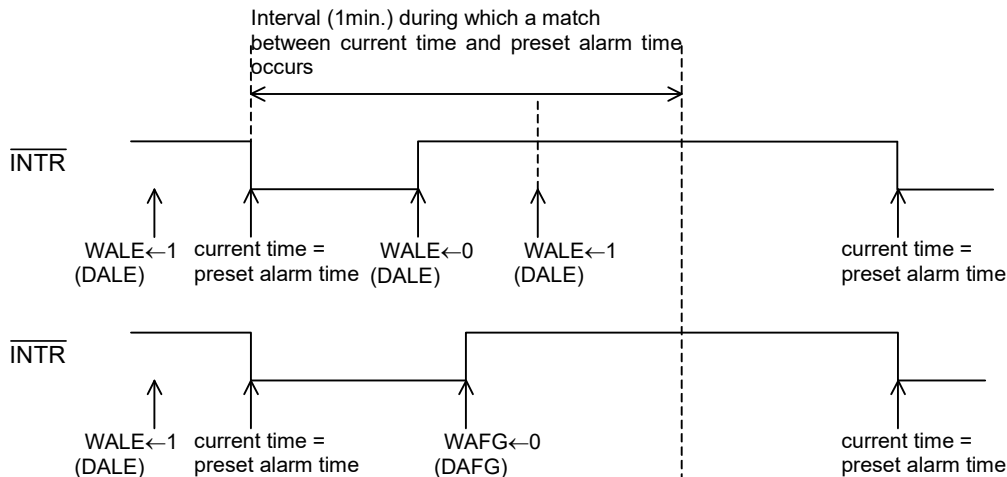 Interval (1min.) during which a match
between current time and preset alarm time
occurs
INTR
WALE←1
(DALE)
current time =
preset alarm time
WALE←0
(DALE)
WALE←1
(DALE)
current time =
preset alarm time
INTR
WALE←1
(DALE)
current time =
preset alarm time
WAFG←0
(DAFG)
current time =
preset alarm time